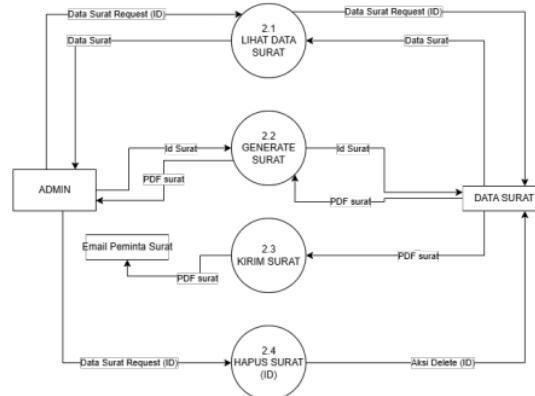 Data Surat Request (ID)
Data Surat Request (ID)
2.1
LIHAT DATA
SURAT
Data Surat
Data Surat
2.2
GENERATE
SURAT
Id Surat
Id Surat
PDF surat
ADMIN
DATA SURAT
PDF surat
Email Peminta Surat
2.3
KIRIM SURAT
PDF surat
PDF surat
2.4
HAPUS SURAT
(ID)
Data Surat Request (ID)
Aksi Delete (ID)